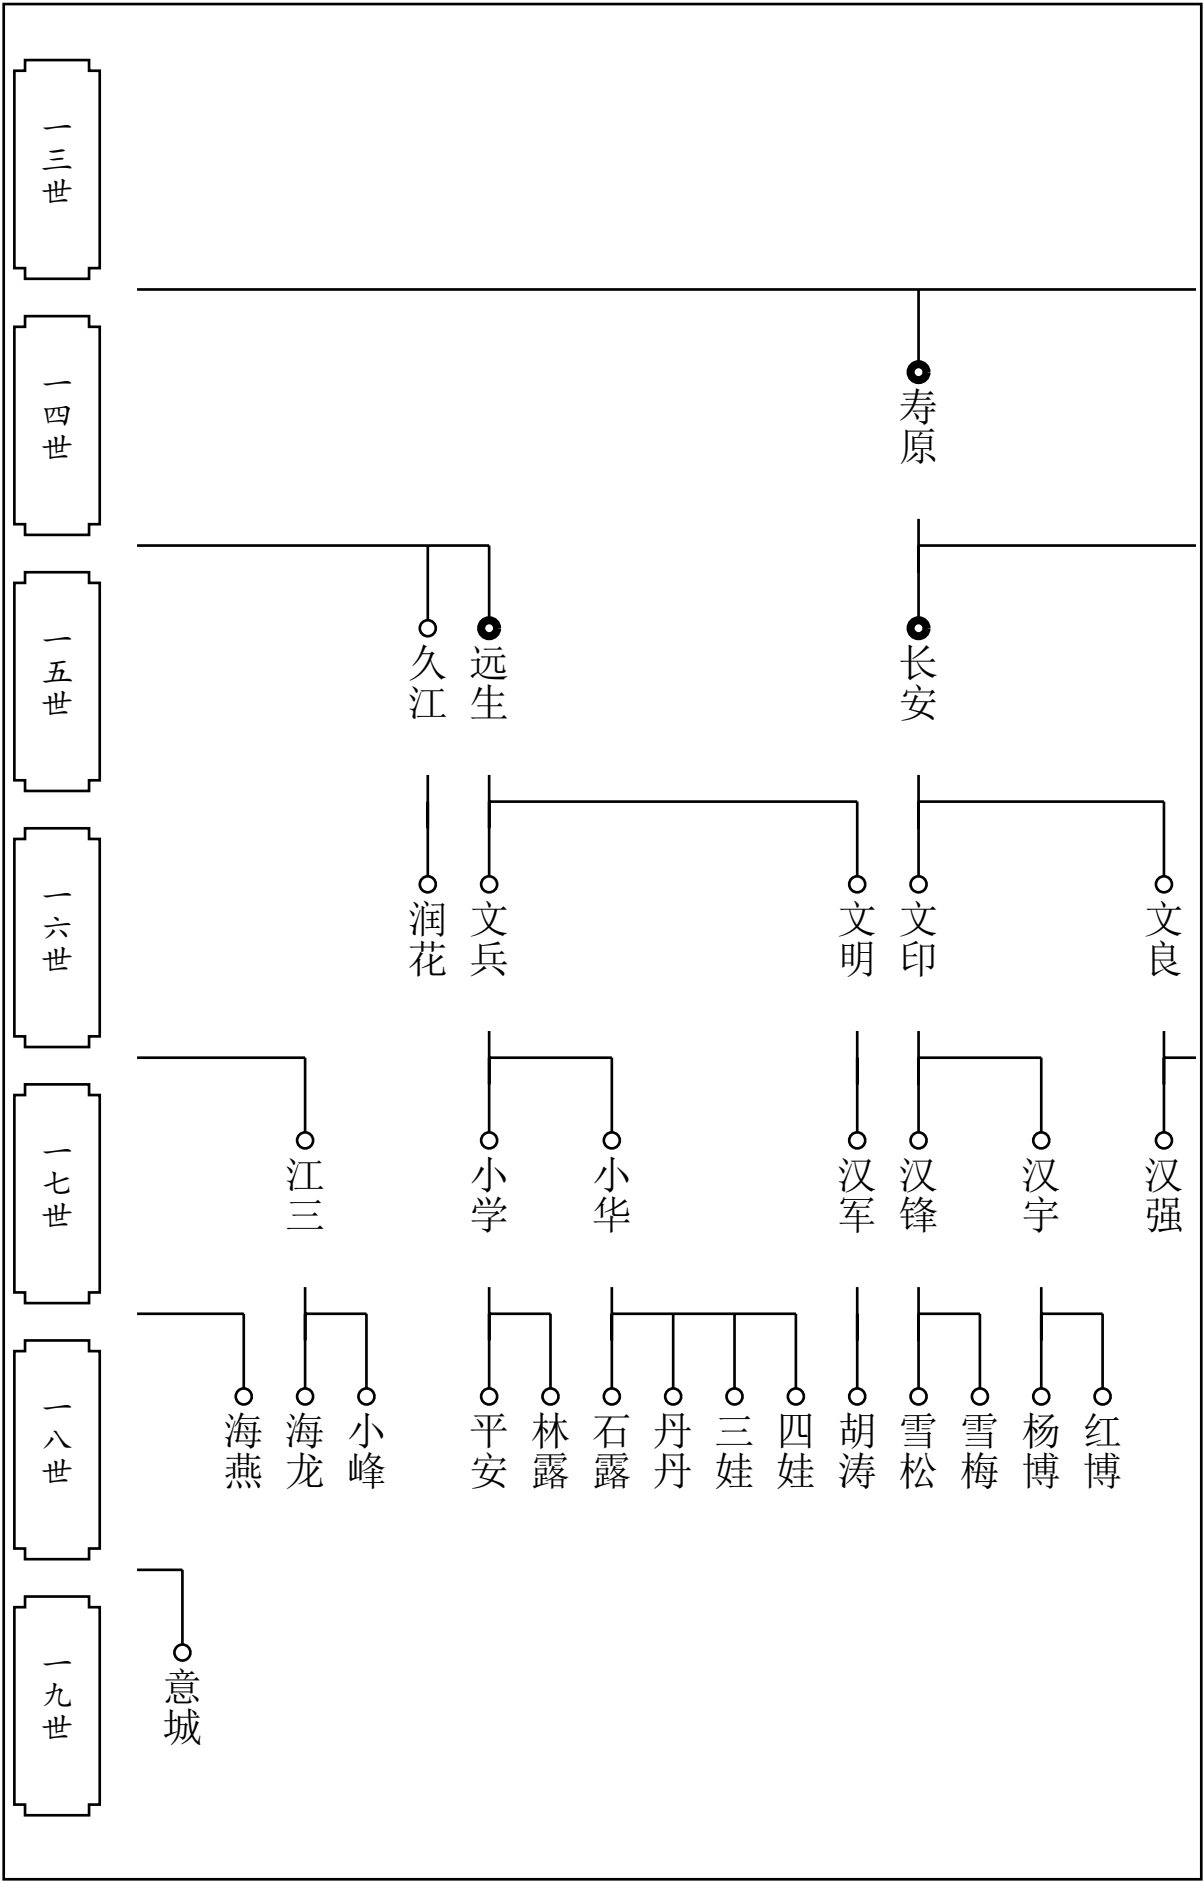 一三世
一四世
寿原
一五世
久江
远生
长安
一六世
润花
文兵
文明
文印
文良
一七世
江三
小学
小华
汉军
汉锋
汉宇
汉强
一八世
海燕
海龙
小峰
平安
林露
石露
丹丹
三娃
四娃
胡涛
雪松
雪梅
杨博
红博
一九世
意城